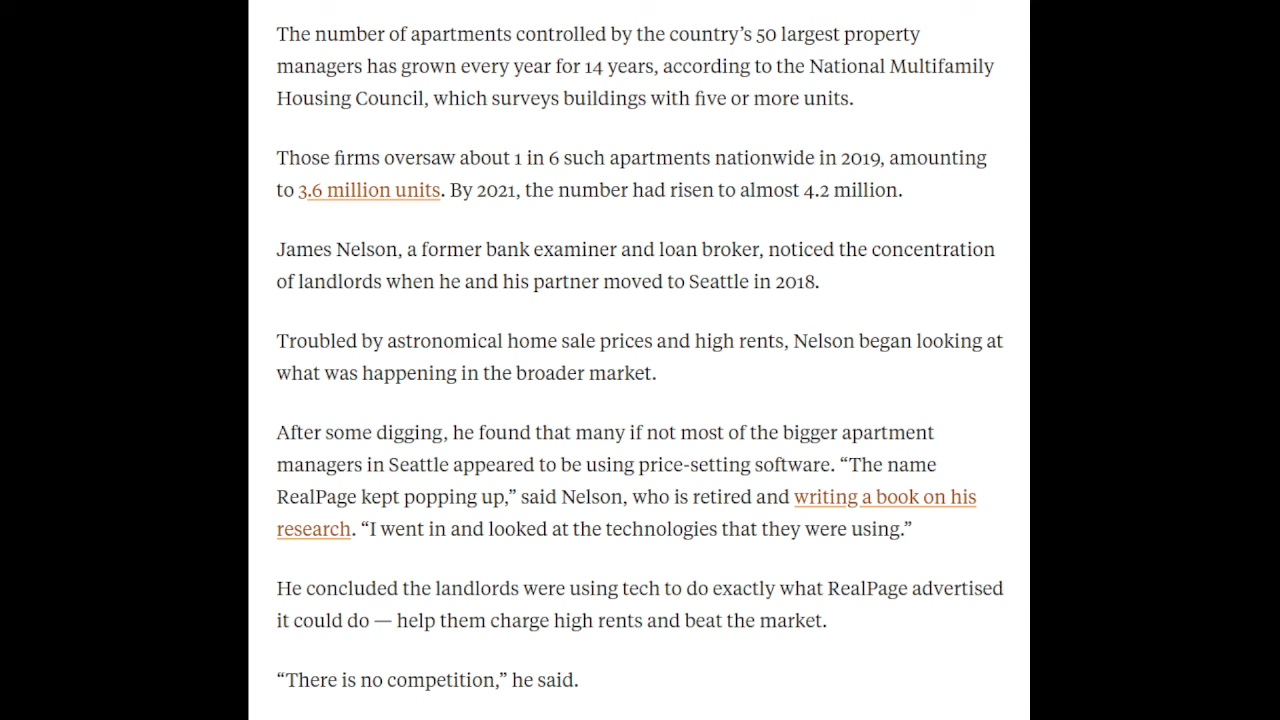 The number of apartments controlled by the country’s 50 largest property
managers has grown every year for 14 years, according to the National Multifamily
Housing Council, which surveys buildings with five or more units.
Those firms oversaw about 1 in 6 such apartments nationwide in 2019, amounting
to 3.6 million units. By 2021, the number had risen to almost 4.2 million.
James Nelson, a former bank examiner and loan broker, noticed the concentration
of landlords when he and his partner moved to Seattle in 2018.
Troubled by astronomical home sale prices and high rents, Nelson began looking at
what was happening in the broader market.
After some digging, he found that many if not most of the bigger apartment
managers in Seattle appeared to be using price-setting software. “The name
RealPage kept popping up,” said Nelson, who is retired and writing a book on his
research. “I went in and looked at the technologies that they were using.”
He concluded the landlords were using tech to do exactly what RealPage advertised
it could do — help them charge high rents and beat the market.
“There is no competition,” he said.